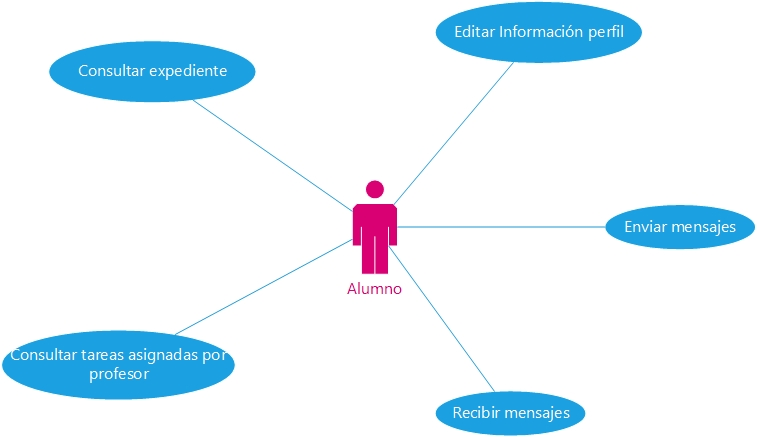 Editar Información perfil
Consultar expediente
Enviar mensajes
Alumno
Consultar tareas asignadas por
profesor
Recibir mensajes